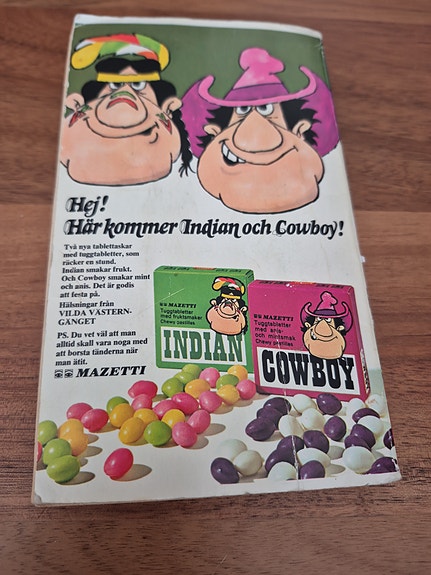 Hej!
Här kommer Indian och Cowboy!
Två nya tablettaskar
med tuggtabletter, som
räcker en stund.
Indian smakar frukt.
Och Cowboy smakar mint
och anis. Det är godis
att festa på.
Hälsningar från
VILDA VÄSTERN-
GÄNGET
PS. Du vet väl att man
alltid skall vara noga med
att borsta tänderna när
man ätit.
MAZETTI
MAZETTI
Tuggtabletter
med fruktsmaker
Chewy pastilles
INDIAN
MAZETTI
Tuggtabletter
med anis-
och mintsmak
Chewy pastilles
COWBOY